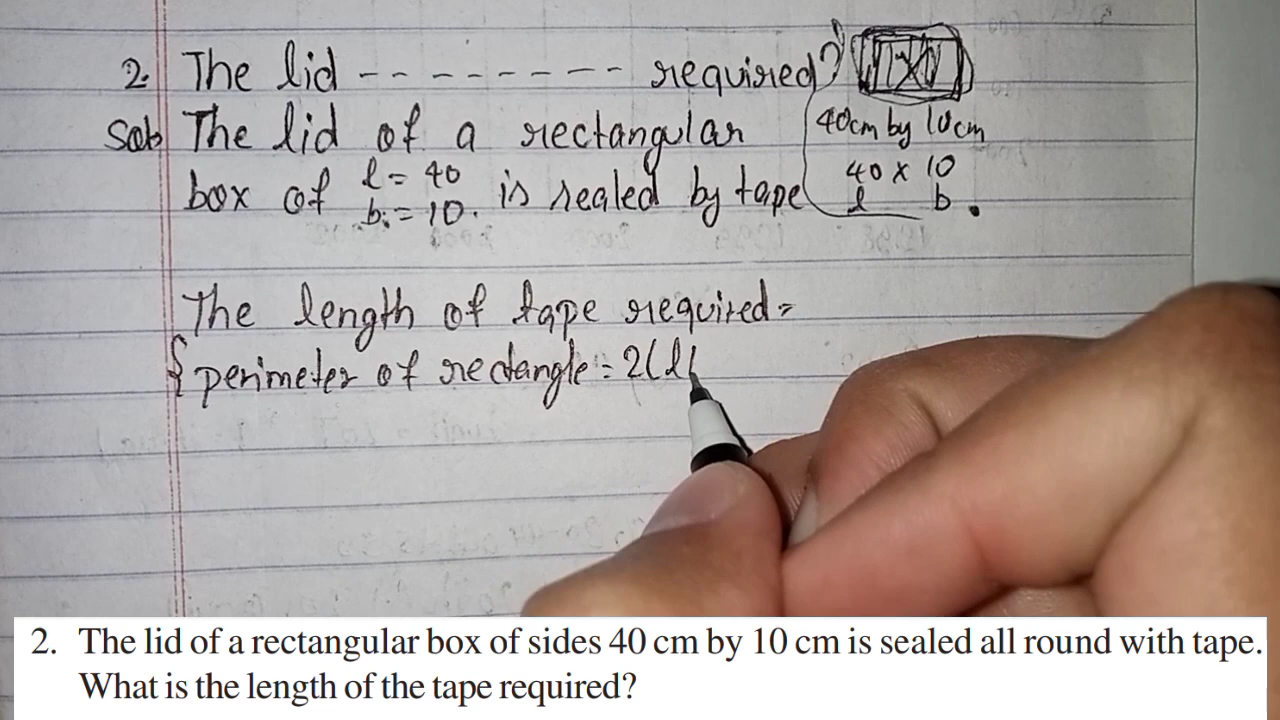 2. The lid - - - - - - - - required?
40cm by 10cm
40 x 10
l b.
Sol The lid of a rectangular
box of l = 40 b = 10. is sealed by tape
The length of tape required =
{ perimeter of rectangle = 2(l
2. The lid of a rectangular box of sides 40 cm by 10 cm is sealed all round with tape.
What is the length of the tape required?